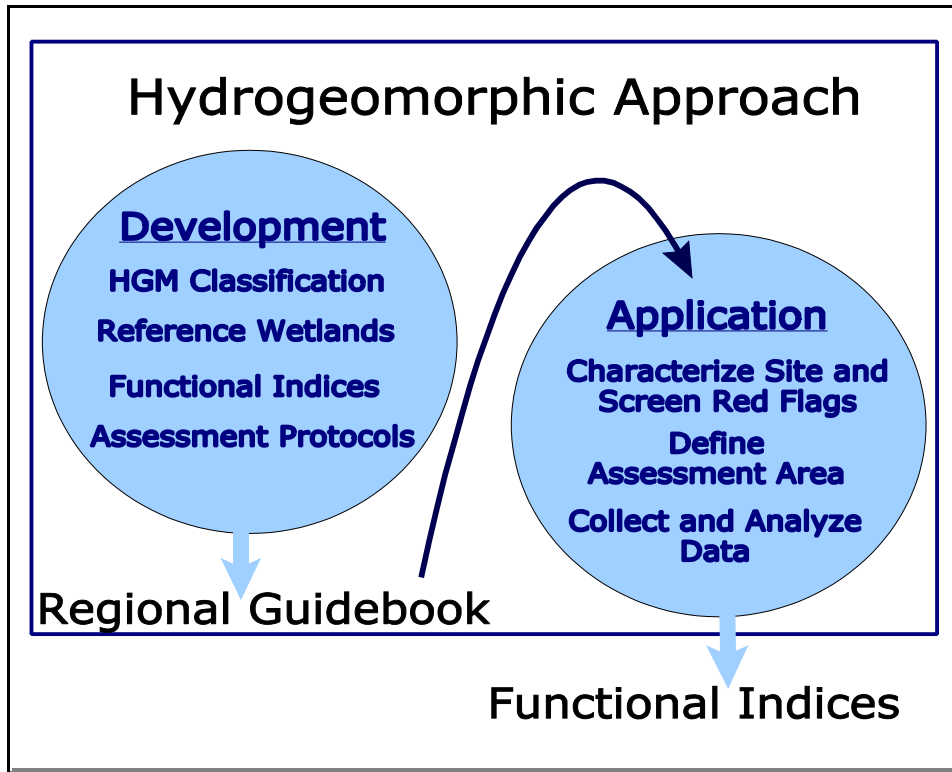 Hydrogeomorphic Approach
Development
HGM Classification
Reference Wetlands
Functional Indices
Assessment Protocols
Regional Guidebook
Application
Characterize Site and
Screen Red Flags
Define
Assessment Area
Collect and Analyze
Data
Functional Indices